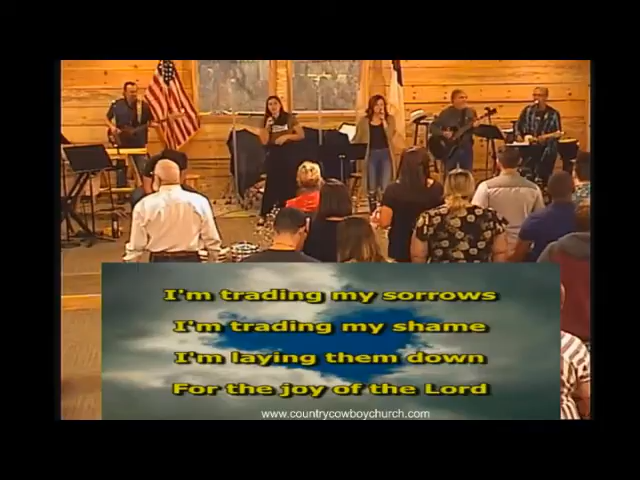 I'm trading my sorrows
I'm trading my shame
I'm laying them down
For the joy of the Lord
www.countrycowboychurch.com